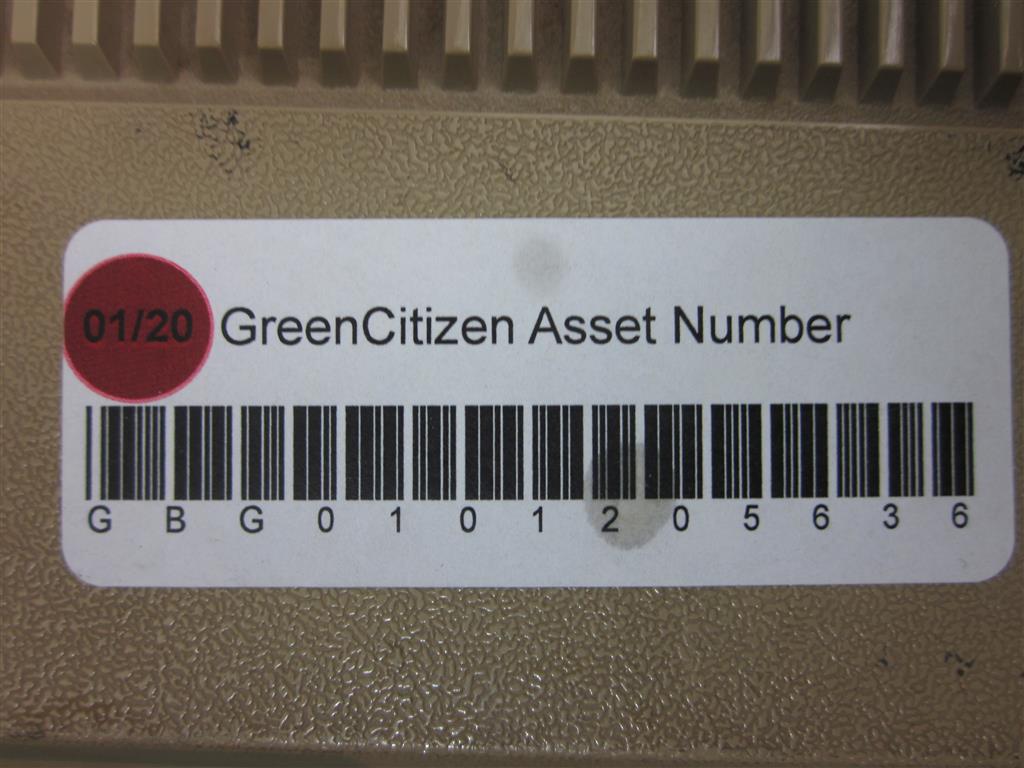 01/20 GreenCitizen Asset Number
G B G 0 1 0 1 2 0 5 6 3 6